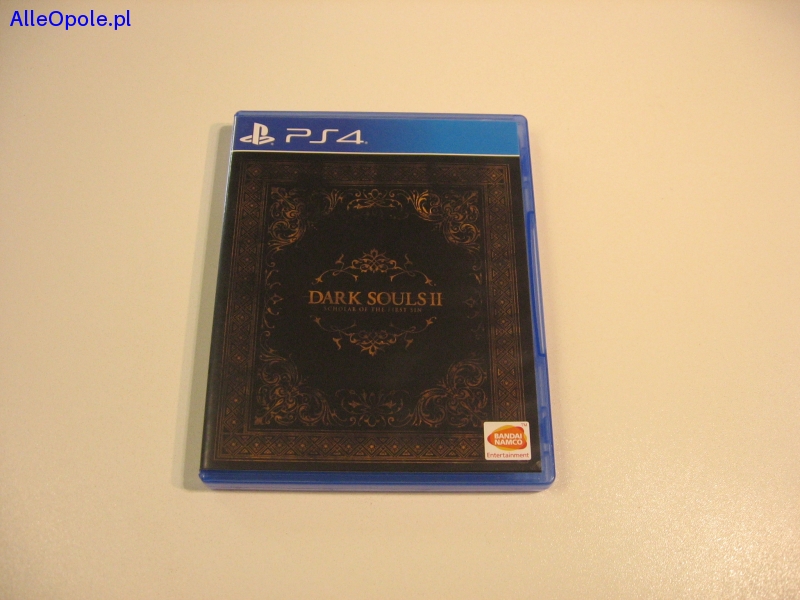 AlleOpole.pl
PS4
DARK SOULS II
SCHOLAR OF THE FIRST SIN
BANDAI
NAMCO
Entertainment